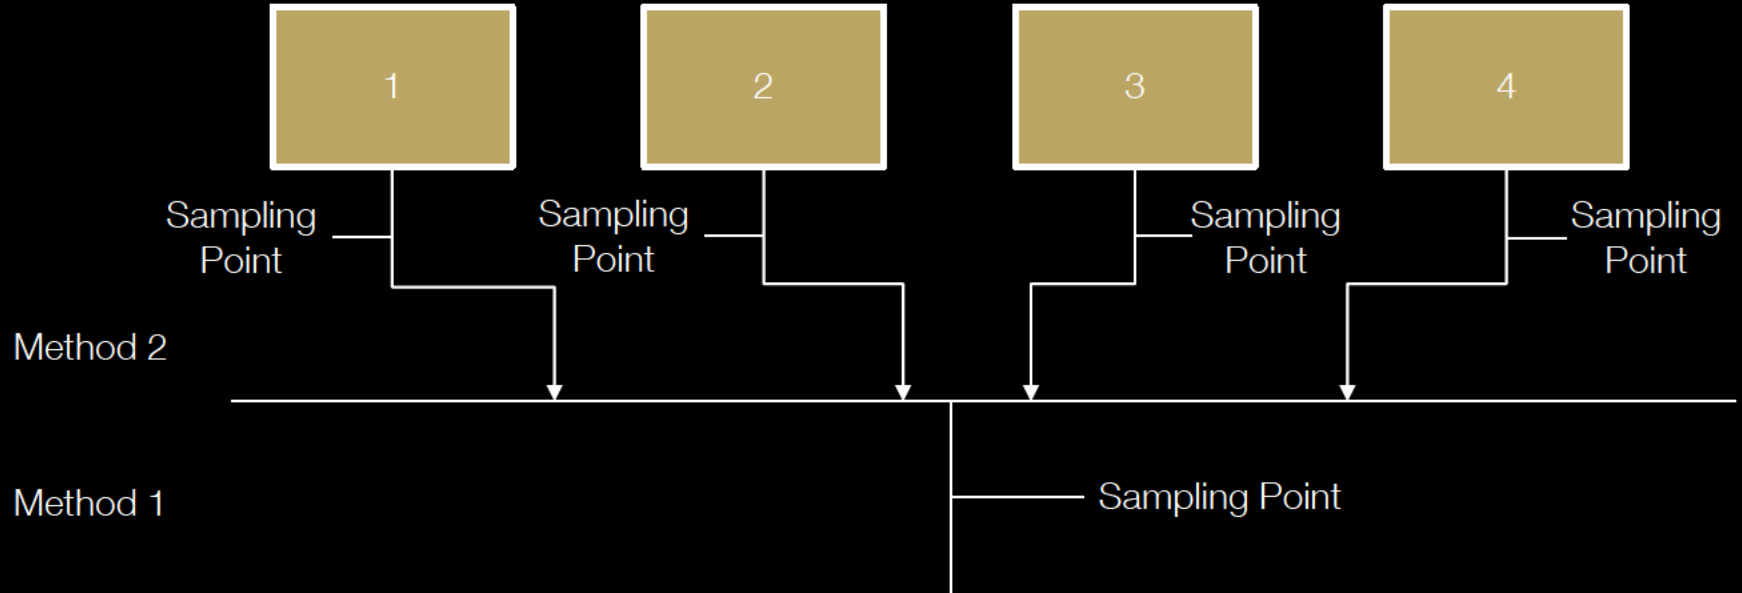 1
2
3
4
Sampling
Point
Sampling
Point
Sampling
Point
Sampling
Point
Method 2
Method 1
Sampling Point